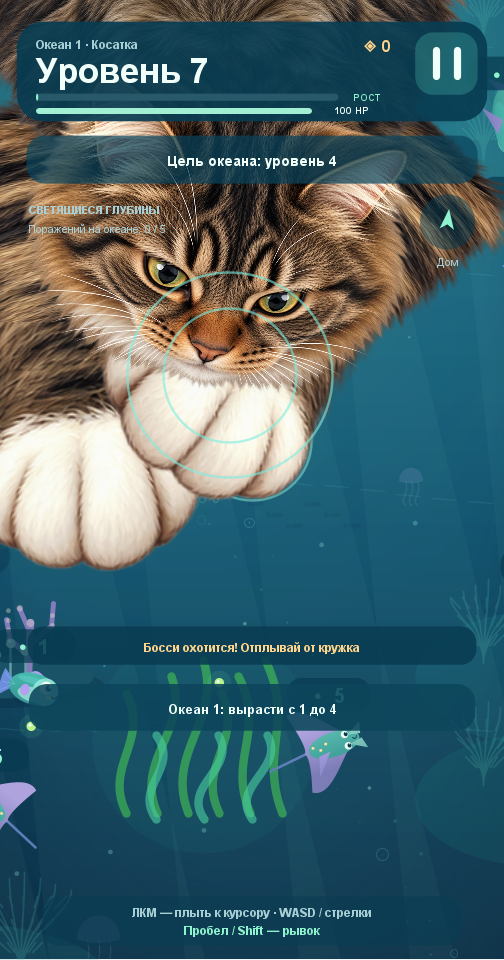 Океан 1 · Косатка
0
Уровень 7
РОСТ
100 HP
Цель океана: уровень 4
СВЕТЯЩИЕСЯ ГЛУБИНЫ
Поражений на океане: 0 / 5
Дом
1
Босси охотится! Отплывай от кружка
5
Океан 1: вырасти с 1 до 4
5
ЛКМ — плыть к курсору · WASD / стрелки
Пробел / Shift — рывок